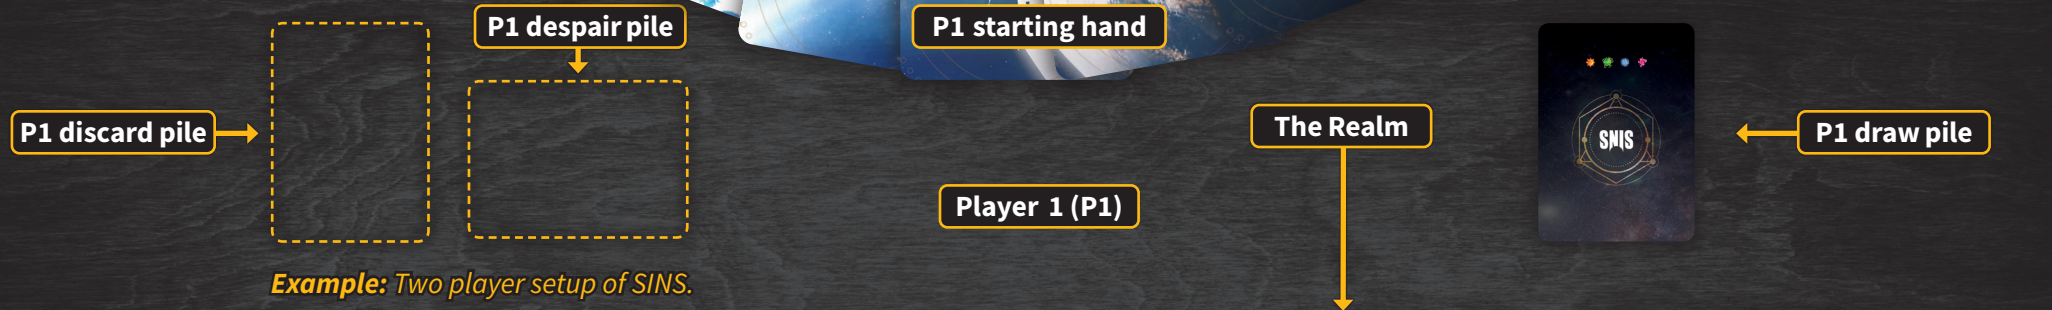 P1 despair pile
P1 starting hand
P1 discard pile
The Realm
SNIS
P1 draw pile
Player 1 (P1)
Example: Two player setup of SINS.